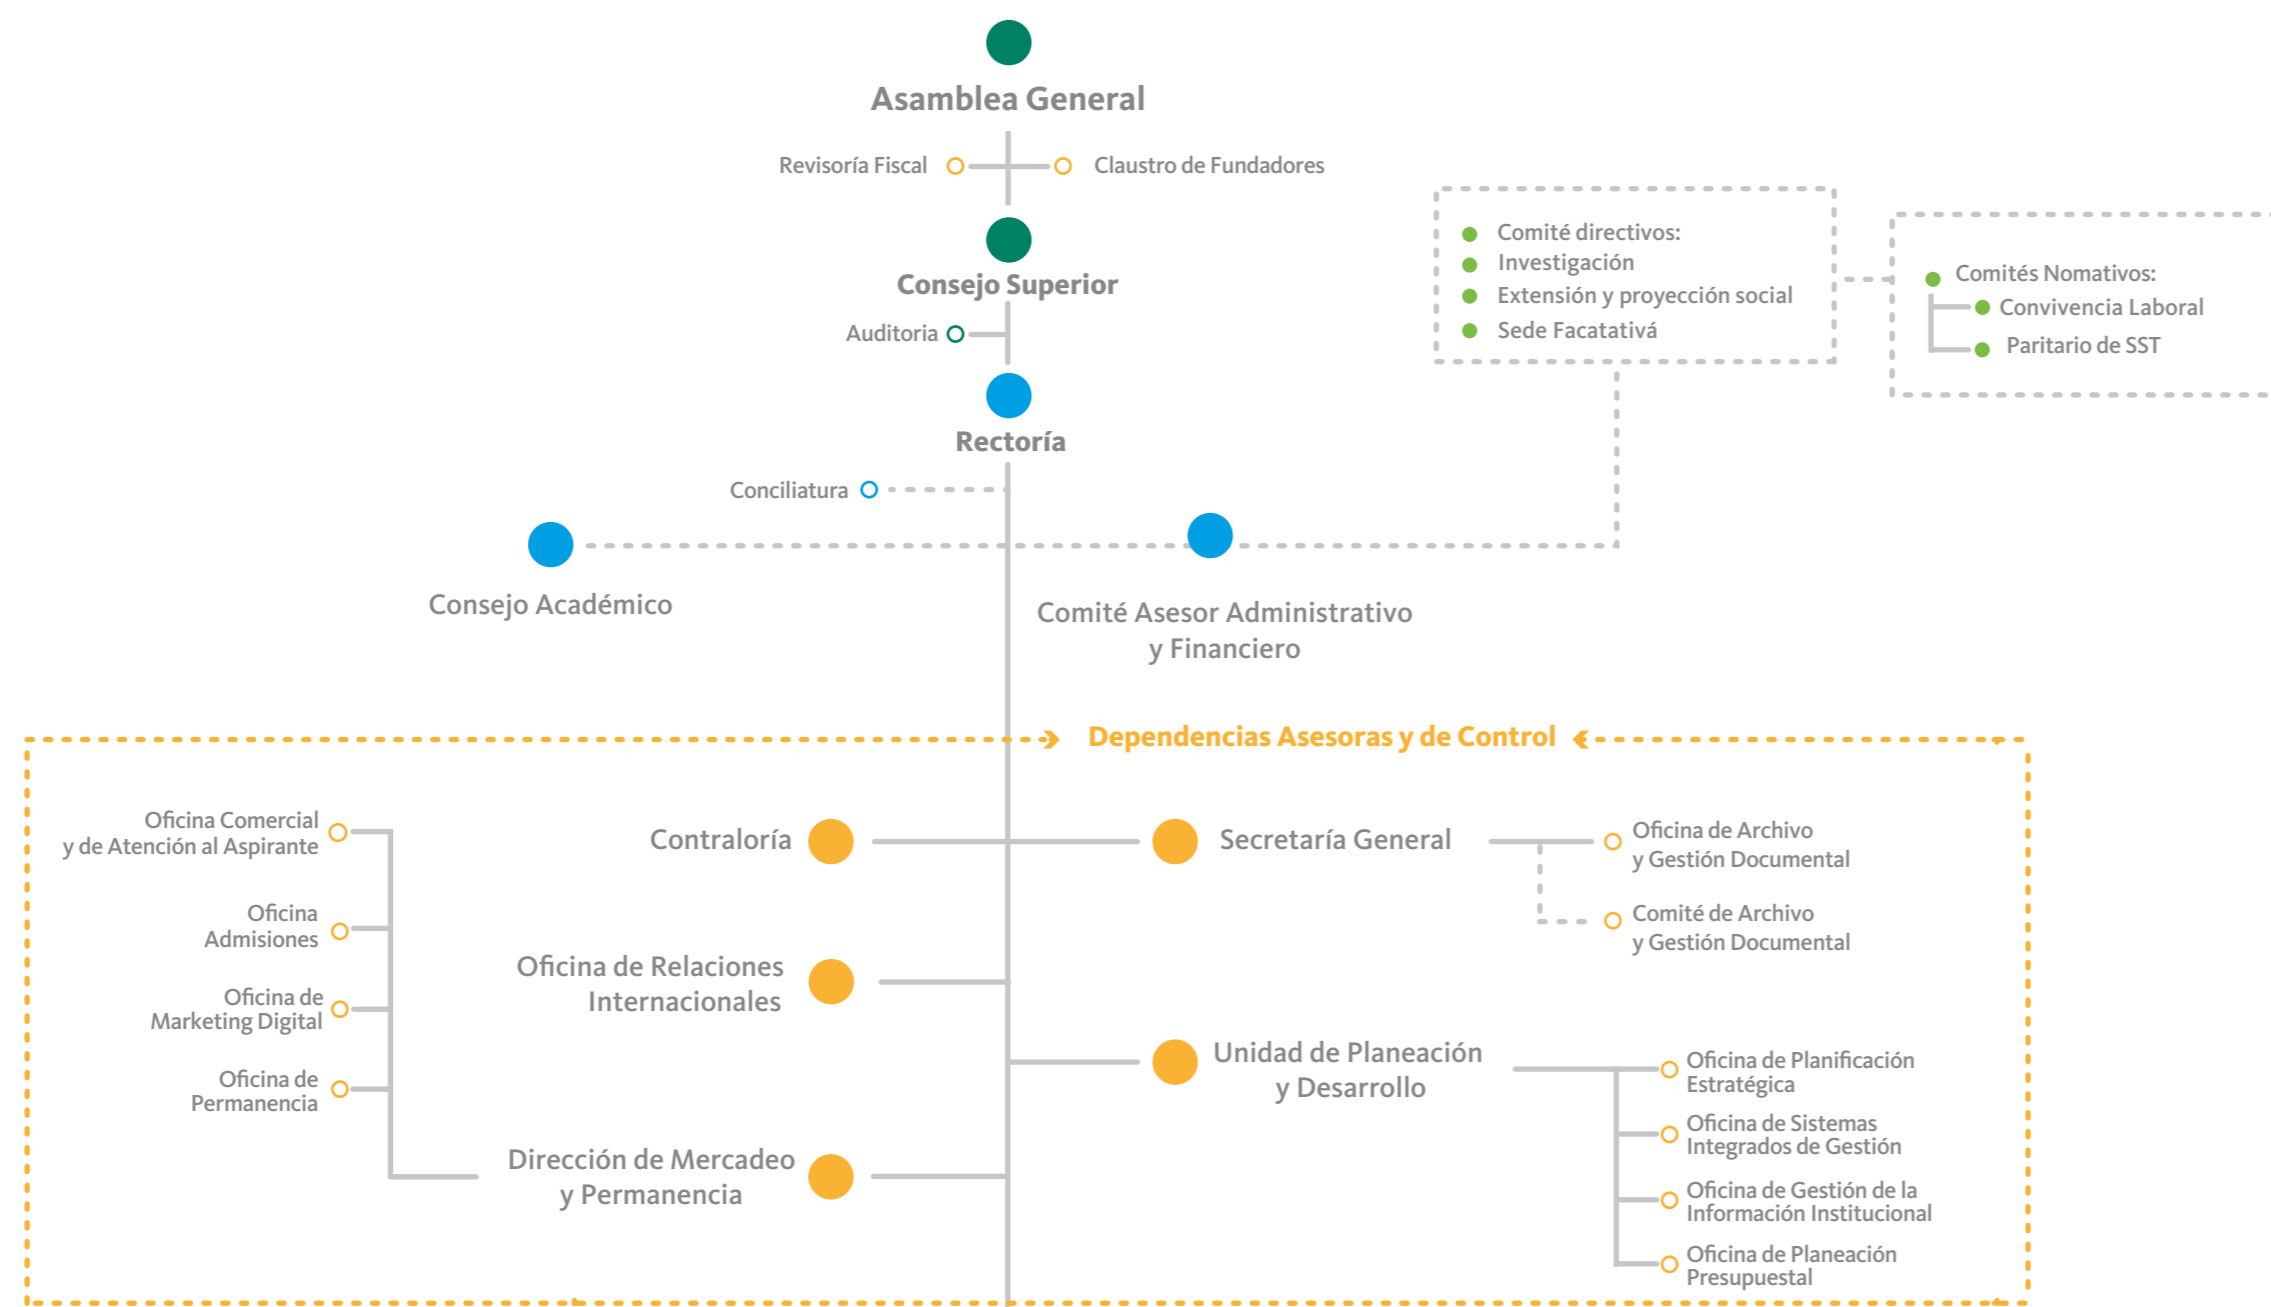 Asamblea General
Revisoría Fiscal
Claustro de Fundadores
Consejo Superior
Auditoria
Rectoría
Conciliatura
Comité directivos:
Investigación
Extensión y proyección social
Sede Facatativá
Comités Nomativos:
Convivencia Laboral
Paritario de SST
Consejo Académico
Comité Asesor Administrativo
y Financiero
Dependencias Asesoras y de Control
Oficina Comercial
y de Atención al Aspirante
Oficina
Admisiones
Oficina de
Marketing Digital
Oficina de
Permanencia
Contraloría
Oficina de Relaciones
Internacionales
Dirección de Mercadeo
y Permanencia
Secretaría General
Oficina de Archivo
y Gestión Documental
Comité de Archivo
y Gestión Documental
Unidad de Planeación
y Desarrollo
Oficina de Planificación
Estratégica
Oficina de Sistemas
Integrados de Gestión
Oficina de Gestión de la
Información Institucional
Oficina de Planeación
Presupuestal